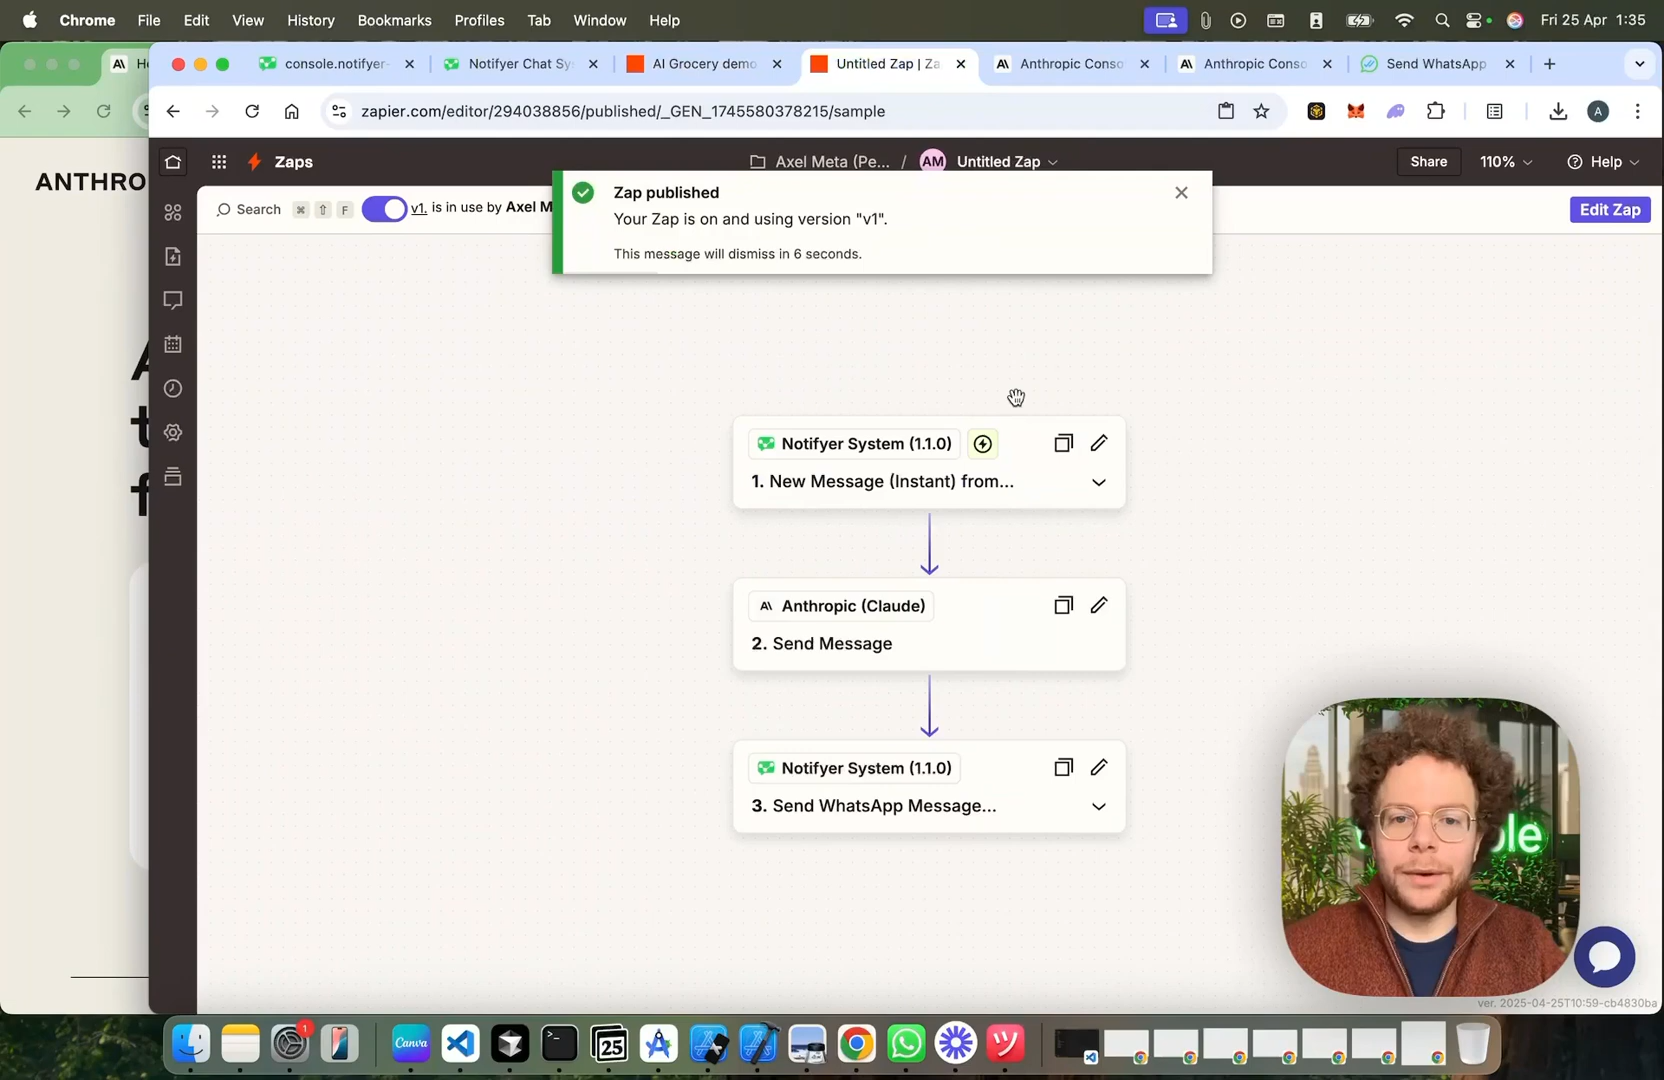 Chrome File Edit View History Bookmarks Profiles Tab Window Help
Fri 25 Apr 1:35
console.notifyer-
Notifyer Chat Sy
AI Grocery demo
Untitled Zap | Za
Anthropic Conso
Anthropic Conso
Send WhatsApp
zapier.com/editor/294038856/published/_GEN_1745580378215/sample
A
ANTHRO
Zaps
Axel Meta (Pe... / AM Untitled Zap
Share
110%
Help
Search ⌘ ⇧ F
v1. is in use by Axel M
Edit Zap
Zap published
Your Zap is on and using version "v1".
This message will dismiss in 6 seconds.
Notifyer System (1.1.0)
1. New Message (Instant) from...
Anthropic (Claude)
2. Send Message
Notifyer System (1.1.0)
3. Send WhatsApp Message...
ver. 2025-04-25T10:59-cb4830ba
1
Canva
25